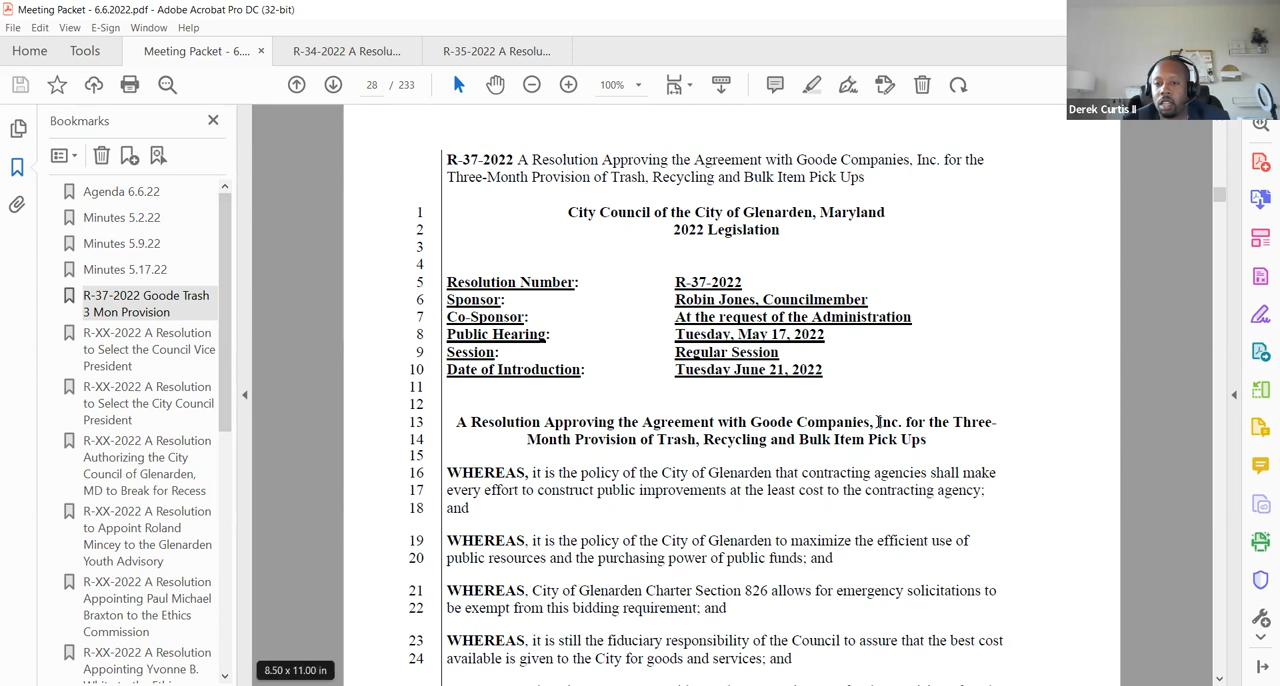 Meeting Packet - 6.6.2022.pdf - Adobe Acrobat Pro DC (32-bit)
File Edit View E-Sign Window Help
Home Tools Meeting Packet - 6.... × R-34-2022 A Resolu... R-35-2022 A Resolu...
28 / 233 100%
Derek Curtis II
Bookmarks
Agenda 6.6.22
Minutes 5.2.22
Minutes 5.9.22
Minutes 5.17.22
R-37-2022 Goode Trash
3 Mon Provision
R-XX-2022 A Resolution
to Select the Council Vice
President
R-XX-2022 A Resolution
to Select the City Council
President
R-XX-2022 A Resolution
Authorizing the City
Council of Glenarden,
MD to Break for Recess
R-XX-2022 A Resolution
to Appoint Roland
Mincey to the Glenarden
Youth Advisory
R-XX-2022 A Resolution
Appointing Paul Michael
Braxton to the Ethics
Commission
R-XX-2022 A Resolution
Appointing Yvonne B.
8.50 x 11.00 in
R-37-2022 A Resolution Approving the Agreement with Goode Companies, Inc. for the
Three-Month Provision of Trash, Recycling and Bulk Item Pick Ups
1 City Council of the City of Glenarden, Maryland
2 2022 Legislation
3
4
5 Resolution Number: R-37-2022
6 Sponsor: Robin Jones, Councilmember
7 Co-Sponsor: At the request of the Administration
8 Public Hearing: Tuesday, May 17, 2022
9 Session: Regular Session
10 Date of Introduction: Tuesday June 21, 2022
11
12
13 A Resolution Approving the Agreement with Goode Companies, Inc. for the Three-
14 Month Provision of Trash, Recycling and Bulk Item Pick Ups
15
16 WHEREAS, it is the policy of the City of Glenarden that contracting agencies shall make
17 every effort to construct public improvements at the least cost to the contracting agency;
18 and
19 WHEREAS, it is the policy of the City of Glenarden to maximize the efficient use of
20 public resources and the purchasing power of public funds; and
21 WHEREAS, City of Glenarden Charter Section 826 allows for emergency solicitations to
22 be exempt from this bidding requirement; and
23 WHEREAS, it is still the fiduciary responsibility of the Council to assure that the best cost
24 available is given to the City for goods and services; and